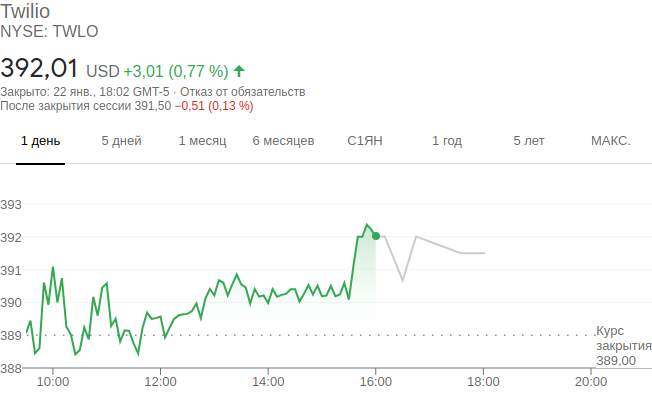 Twilio
NYSE: TWLO
392,01 USD +3,01 (0,77 %)
Закрыто: 22 янв., 18:02 GMT-5 · Отказ от обязательств
После закрытия сессии 391,50 −0,51 (0,13 %)
1 день 5 дней 1 месяц 6 месяцев С1ЯН 1 год 5 лет МАКС.
393
392
391
390
389
Курс
закрытия
389,00
388
10:00 12:00 14:00 16:00 18:00 20:00